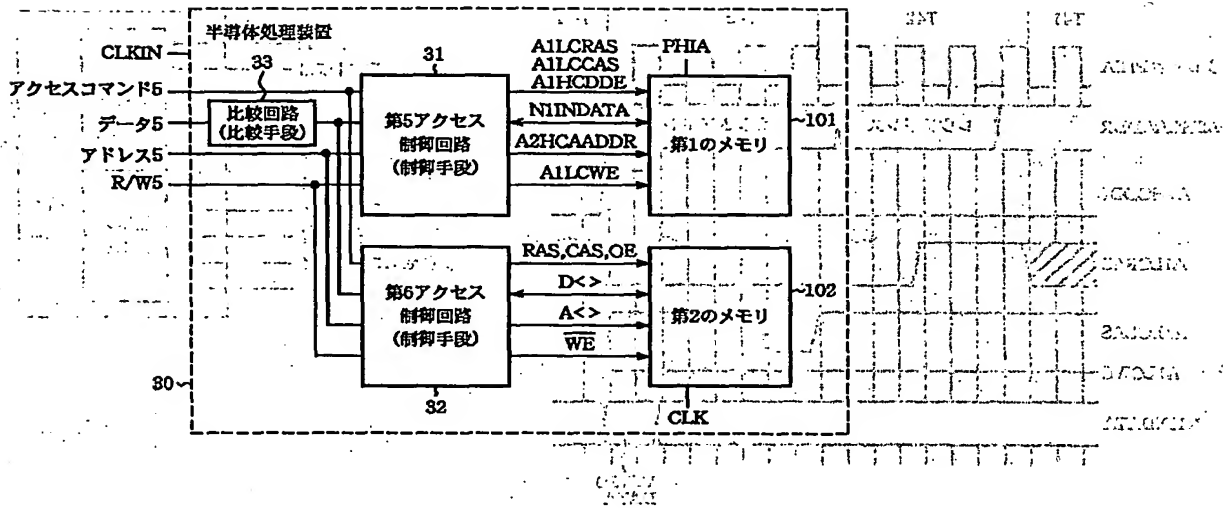 半導体処理装置
CLKIN
アクセスコマンド5
データ5
アドレス5
R/W5
33
比較回路
(比較手段)
31
第5アクセス
制御回路
(制御手段)
A1LCRAS
A1LCCAS
A1HCDDE
N1INDATA
A2HCAADDR
A1LCWE
PHIA
第1のメモリ
101
第6アクセス
制御回路
(制御手段)
32
RAS,CAS,OE
D<>
A<>
WE
第2のメモリ
102
CLK
30
T42
T41